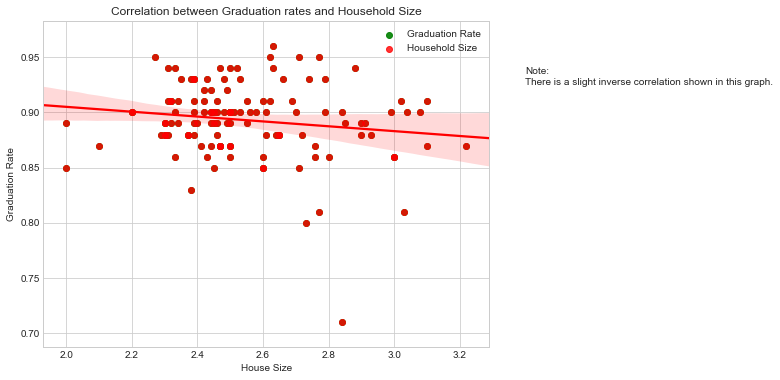 Correlation between Graduation rates and Household Size
Graduation Rate
Household Size
Note:
There is a slight inverse correlation shown in this graph.
0.95
0.90
0.85
0.80
0.75
0.70
Graduation Rate
2.0 2.2 2.4 2.6 2.8 3.0 3.2
House Size